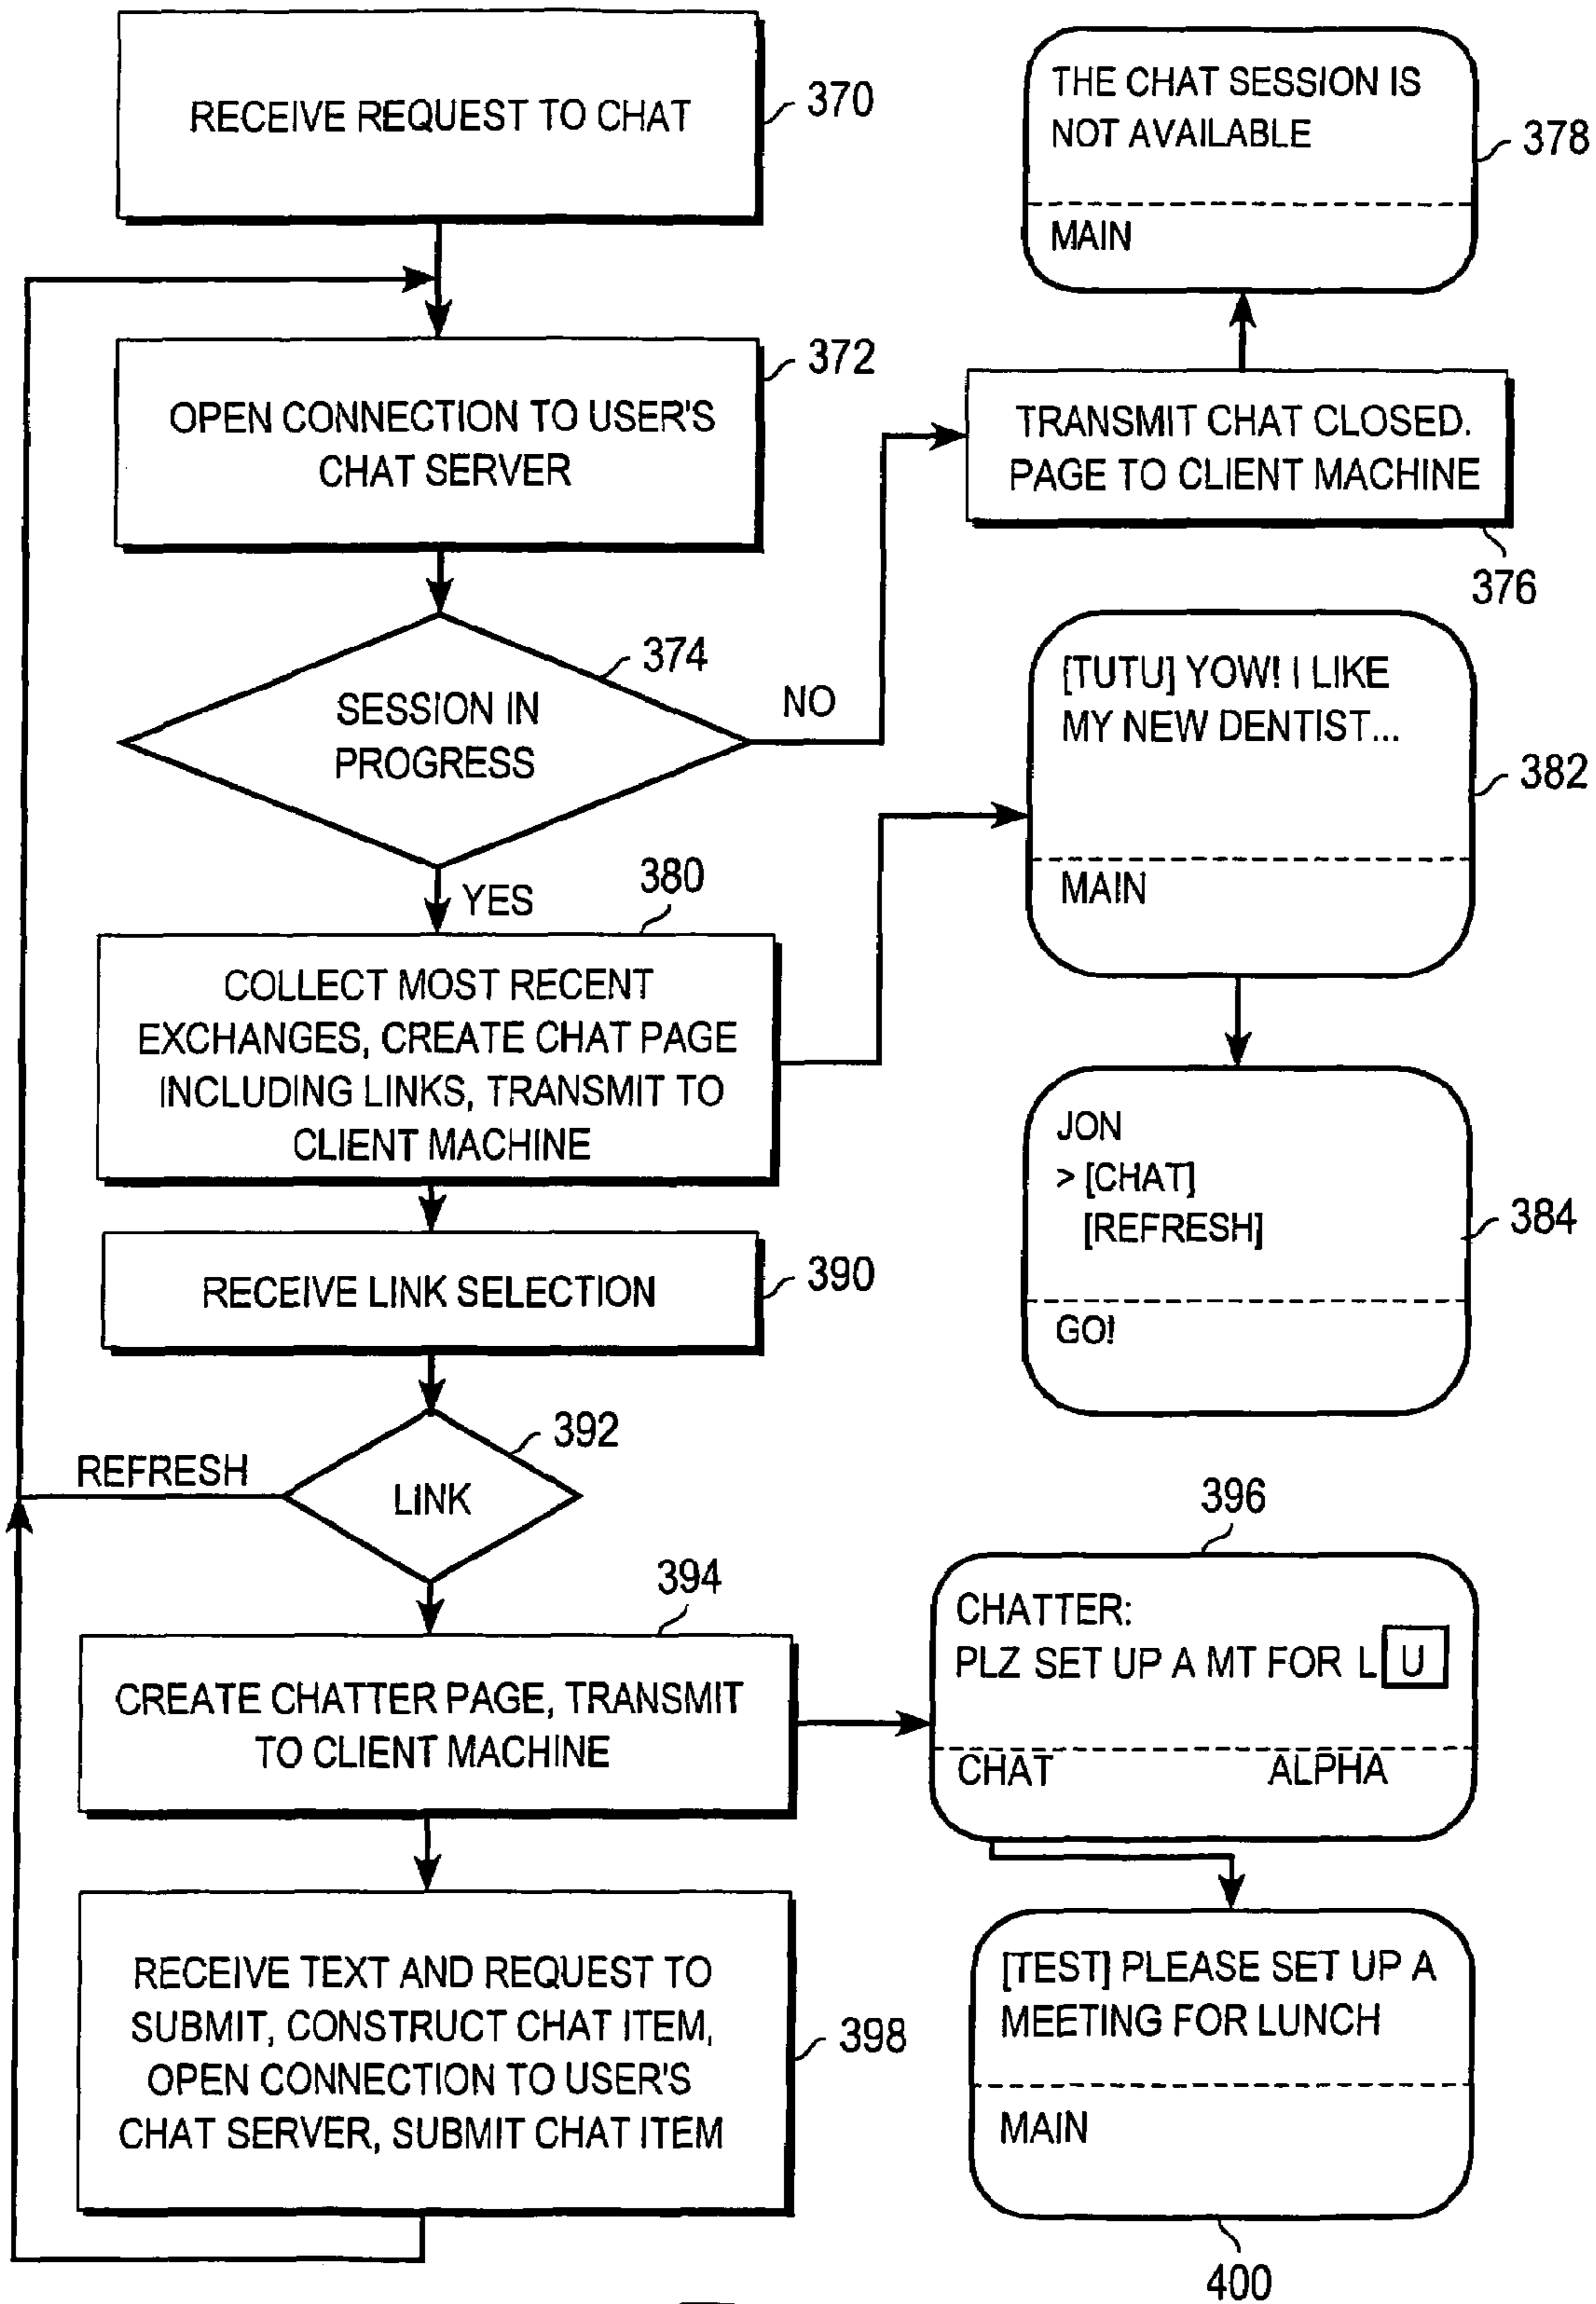 RECEIVE REQUEST TO CHAT
370
THE CHAT SESSION IS
NOT AVAILABLE
MAIN
378
OPEN CONNECTION TO USER'S
CHAT SERVER
372
TRANSMIT CHAT CLOSED.
PAGE TO CLIENT MACHINE
376
SESSION IN
PROGRESS
374
NO
YES
[TUTU] YOW! I LIKE
MY NEW DENTIST...
MAIN
382
380
COLLECT MOST RECENT
EXCHANGES, CREATE CHAT PAGE
INCLUDING LINKS, TRANSMIT TO
CLIENT MACHINE
JON
> [CHAT]
[REFRESH]
GO!
384
RECEIVE LINK SELECTION
390
392
REFRESH
LINK
394
CREATE CHATTER PAGE, TRANSMIT
TO CLIENT MACHINE
396
CHATTER:
PLZ SET UP A MT FOR L U
CHAT ALPHA
RECEIVE TEXT AND REQUEST TO
SUBMIT, CONSTRUCT CHAT ITEM,
OPEN CONNECTION TO USER'S
CHAT SERVER, SUBMIT CHAT ITEM
398
[TEST] PLEASE SET UP A
MEETING FOR LUNCH
MAIN
400